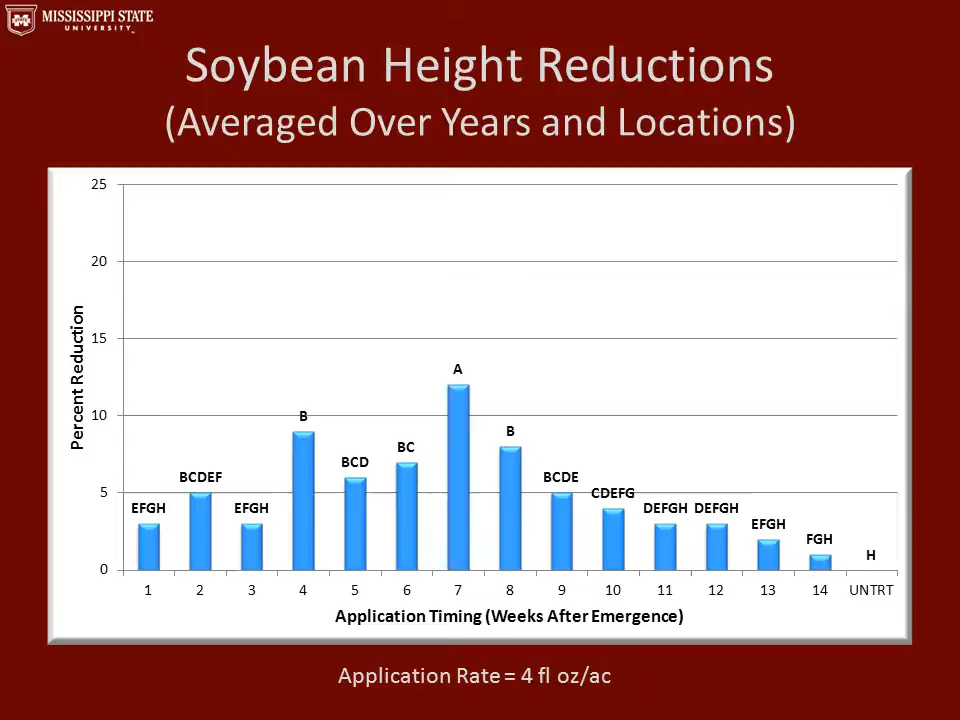 MISSISSIPPI STATE
UNIVERSITY™
Soybean Height Reductions
(Averaged Over Years and Locations)
25
20
15
10
5
0
Percent Reduction
EFGH
BCDEF
EFGH
B
BCD
BC
A
B
BCDE
CDEFG
DEFGH
DEFGH
EFGH
FGH
H
1 2 3 4 5 6 7 8 9 10 11 12 13 14 UNTRT
Application Timing (Weeks After Emergence)
Application Rate = 4 fl oz/ac